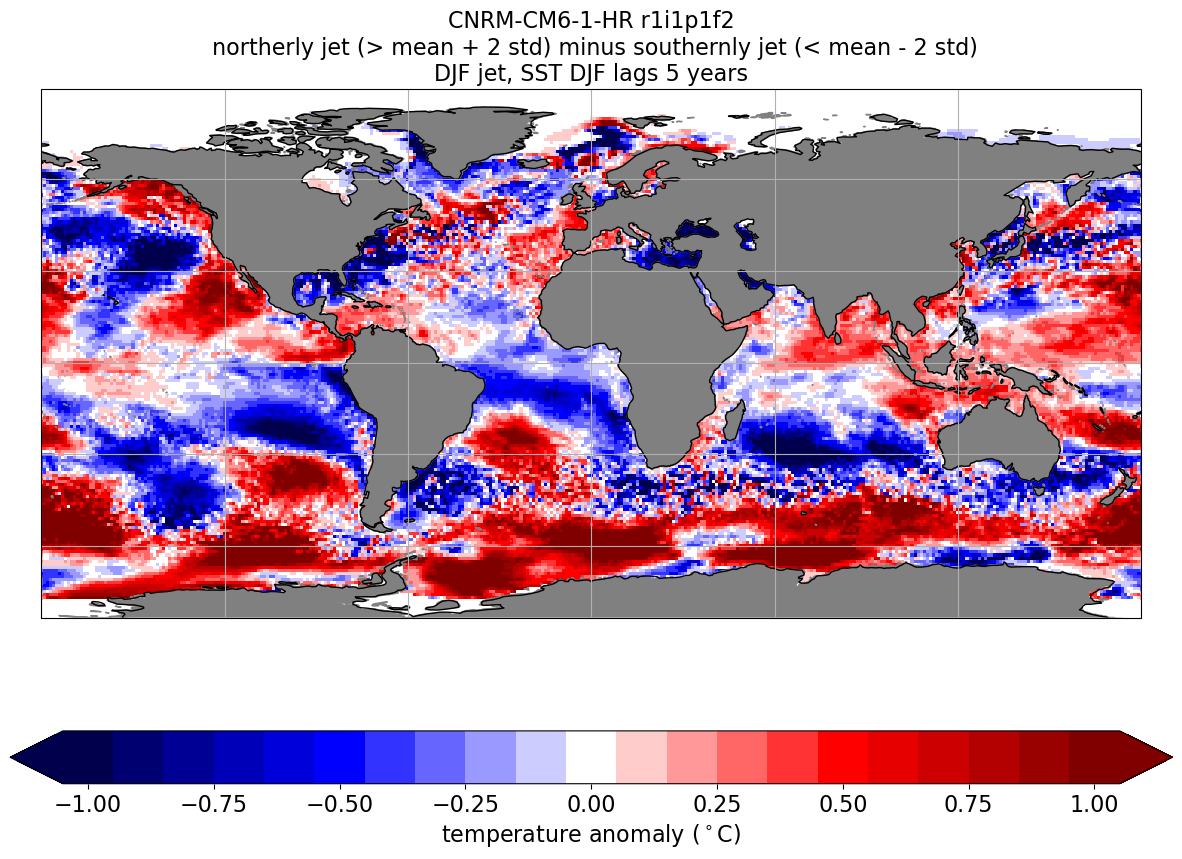 CNRM-CM6-1-HR r1i1p1f2
northerly jet (> mean + 2 std) minus southernly jet (< mean - 2 std)
DJF jet, SST DJF lags 5 years
−1.00 −0.75 −0.50 −0.25 0.00 0.25 0.50 0.75 1.00
temperature anomaly (°C)